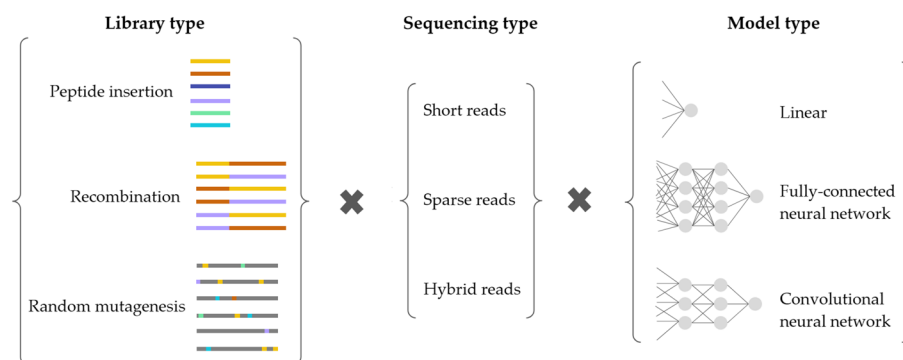 Library type
Sequencing type
Model type
Peptide insertion
Recombination
Random mutagenesis
Short reads
Sparse reads
Hybrid reads
Linear
Fully-connected
neural network
Convolutional
neural network